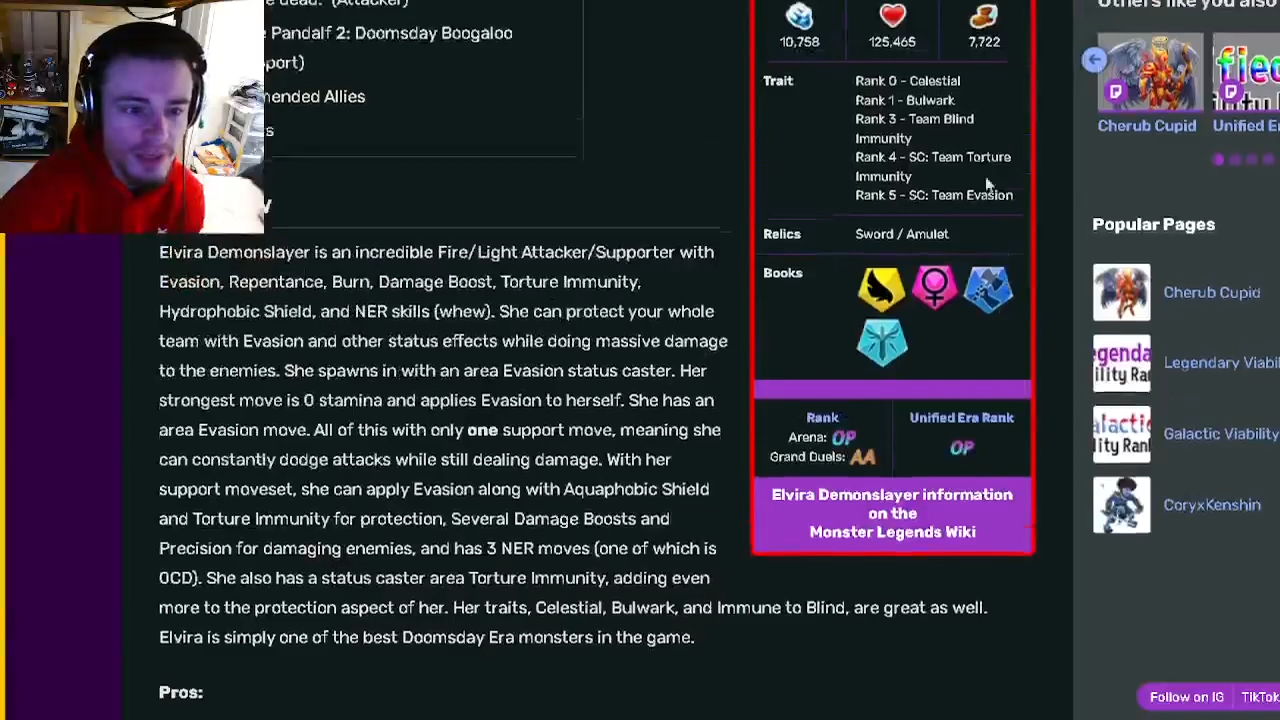 dead. (Attacker)
Pandalf 2: Doomsday Boogaloo
port)
nended Allies
Elvira Demonslayer is an incredible Fire/Light Attacker/Supporter with
Evasion, Repentance, Burn, Damage Boost, Torture Immunity,
Hydrophobic Shield, and NER skills (whew). She can protect your whole
team with Evasion and other status effects while doing massive damage
to the enemies. She spawns in with an area Evasion status caster. Her
strongest move is 0 stamina and applies Evasion to herself. She has an
area Evasion move. All of this with only one support move, meaning she
can constantly dodge attacks while still dealing damage. With her
support moveset, she can apply Evasion along with Aquaphobic Shield
and Torture Immunity for protection, Several Damage Boosts and
Precision for damaging enemies, and has 3 NER moves (one of which is
0CD). She also has a status caster area Torture Immunity, adding even
more to the protection aspect of her. Her traits, Celestial, Bulwark, and Immune to Blind, are great as well.
Elvira is simply one of the best Doomsday Era monsters in the game.
Pros:
10,758 125,465 7,722
Trait
Rank 0 - Celestial
Rank 1 - Bulwark
Rank 3 - Team Blind
Immunity
Rank 4 - SC: Team Torture
Immunity
Rank 5 - SC: Team Evasion
Relics Sword / Amulet
Books
Rank
Arena: OP
Grand Duels: AA
Unified Era Rank
OP
Elvira Demonslayer information
on the
Monster Legends Wiki
Others like you also
Cherub Cupid Unified Er
Popular Pages
Cherub Cupid
Legendary Viabil
Galactic Viability
CoryxKenshin
Follow on IG TikTok